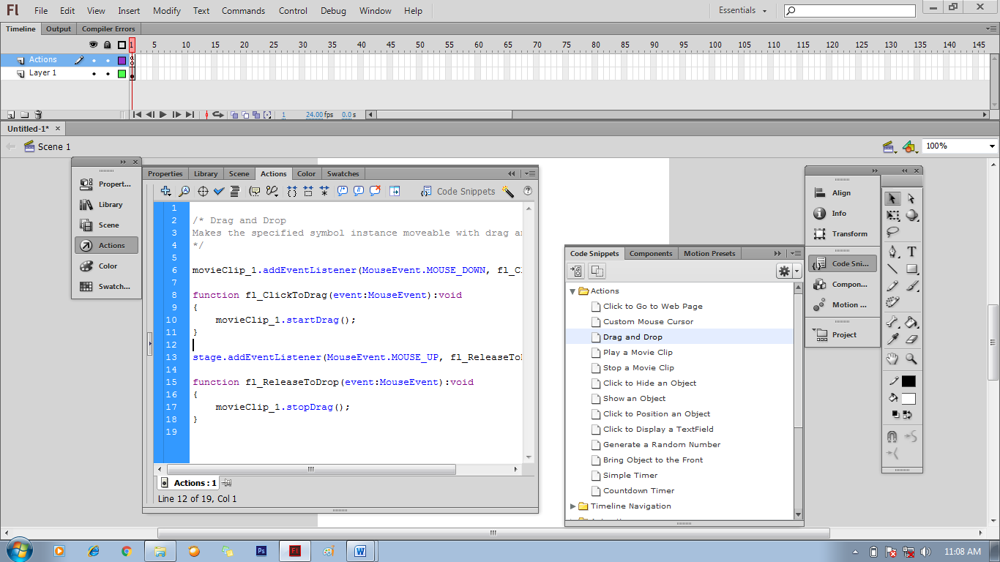 Fl File Edit View Insert Modify Text Commands Control Debug Window Help Essentials
Timeline Output Compiler Errors
1 5 10 15 20 25 30 35 40 45 50 55 60 65 70 75 80 85 90 95 100 105 110 115 120 125 130 135 140 145
Actions
Layer 1
1 24.00 fps 0.0 s
Untitled-1*
Scene 1
100%
Propert...
Library
Scene
Actions
Color
Swatch...
Properties Library Scene Actions Color Swatches
Code Snippets
1
2 /* Drag and Drop
3 Makes the specified symbol instance moveable with drag an
4 */
5
6 movieClip_1.addEventListener(MouseEvent.MOUSE_DOWN, fl_Cl
7
8 function fl_ClickToDrag(event:MouseEvent):void
9 {
10 movieClip_1.startDrag();
11 }
12
13 stage.addEventListener(MouseEvent.MOUSE_UP, fl_ReleaseToD
14
15 function fl_ReleaseToDrop(event:MouseEvent):void
16 {
17 movieClip_1.stopDrag();
18 }
19
Actions : 1
Line 12 of 19, Col 1
Code Snippets Components Motion Presets
Actions
Click to Go to Web Page
Custom Mouse Cursor
Drag and Drop
Play a Movie Clip
Stop a Movie Clip
Click to Hide an Object
Show an Object
Click to Position an Object
Click to Display a TextField
Generate a Random Number
Bring Object to the Front
Simple Timer
Countdown Timer
Timeline Navigation
Align
Info
Transform
Code Sni...
Compon...
Motion ...
Project
T
Ps Fl W
11:08 AM